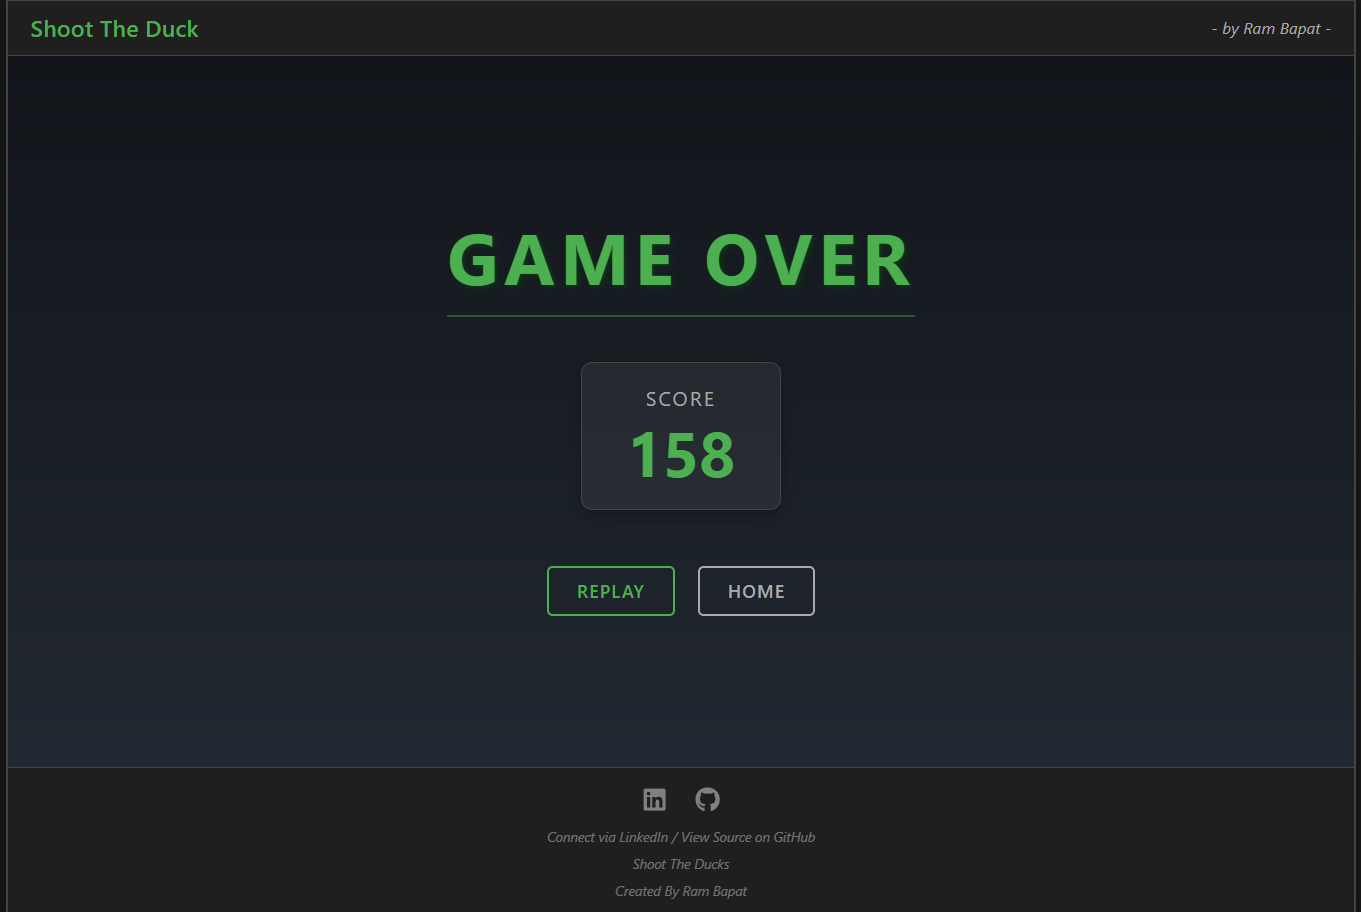 Shoot The Duck
- by Ram Bapat -
GAME OVER
SCORE
158
REPLAY
HOME
in
Connect via LinkedIn / View Source on GitHub
Shoot The Ducks
Created By Ram Bapat